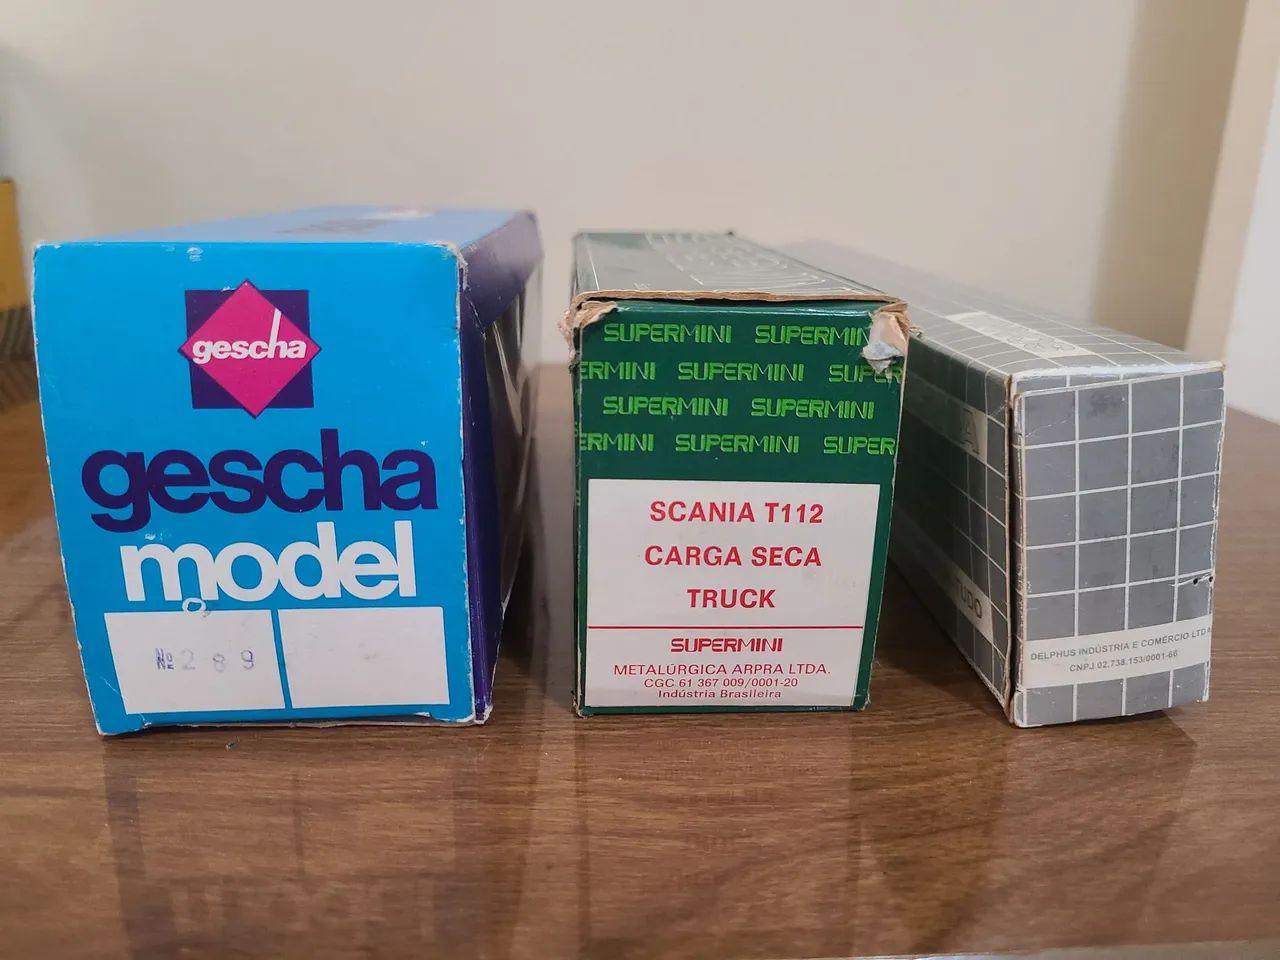 gescha
gescha
model
№ 289
SUPERMINI SUPERMIN
ERMINI SUPERMINI SUPER
SUPERMINI SUPERMINI
ERMINI SUPERMINI SUPER
SCANIA T112
CARGA SECA
TRUCK
SUPERMINI
METALÚRGICA ARPRA LTDA.
CGC 61 367 009/0001-20
Indústria Brasileira
TUDO
DELPHUS INDÚSTRIA E COMÉRCIO LTDA
CNPJ 02.738.153/0001-66